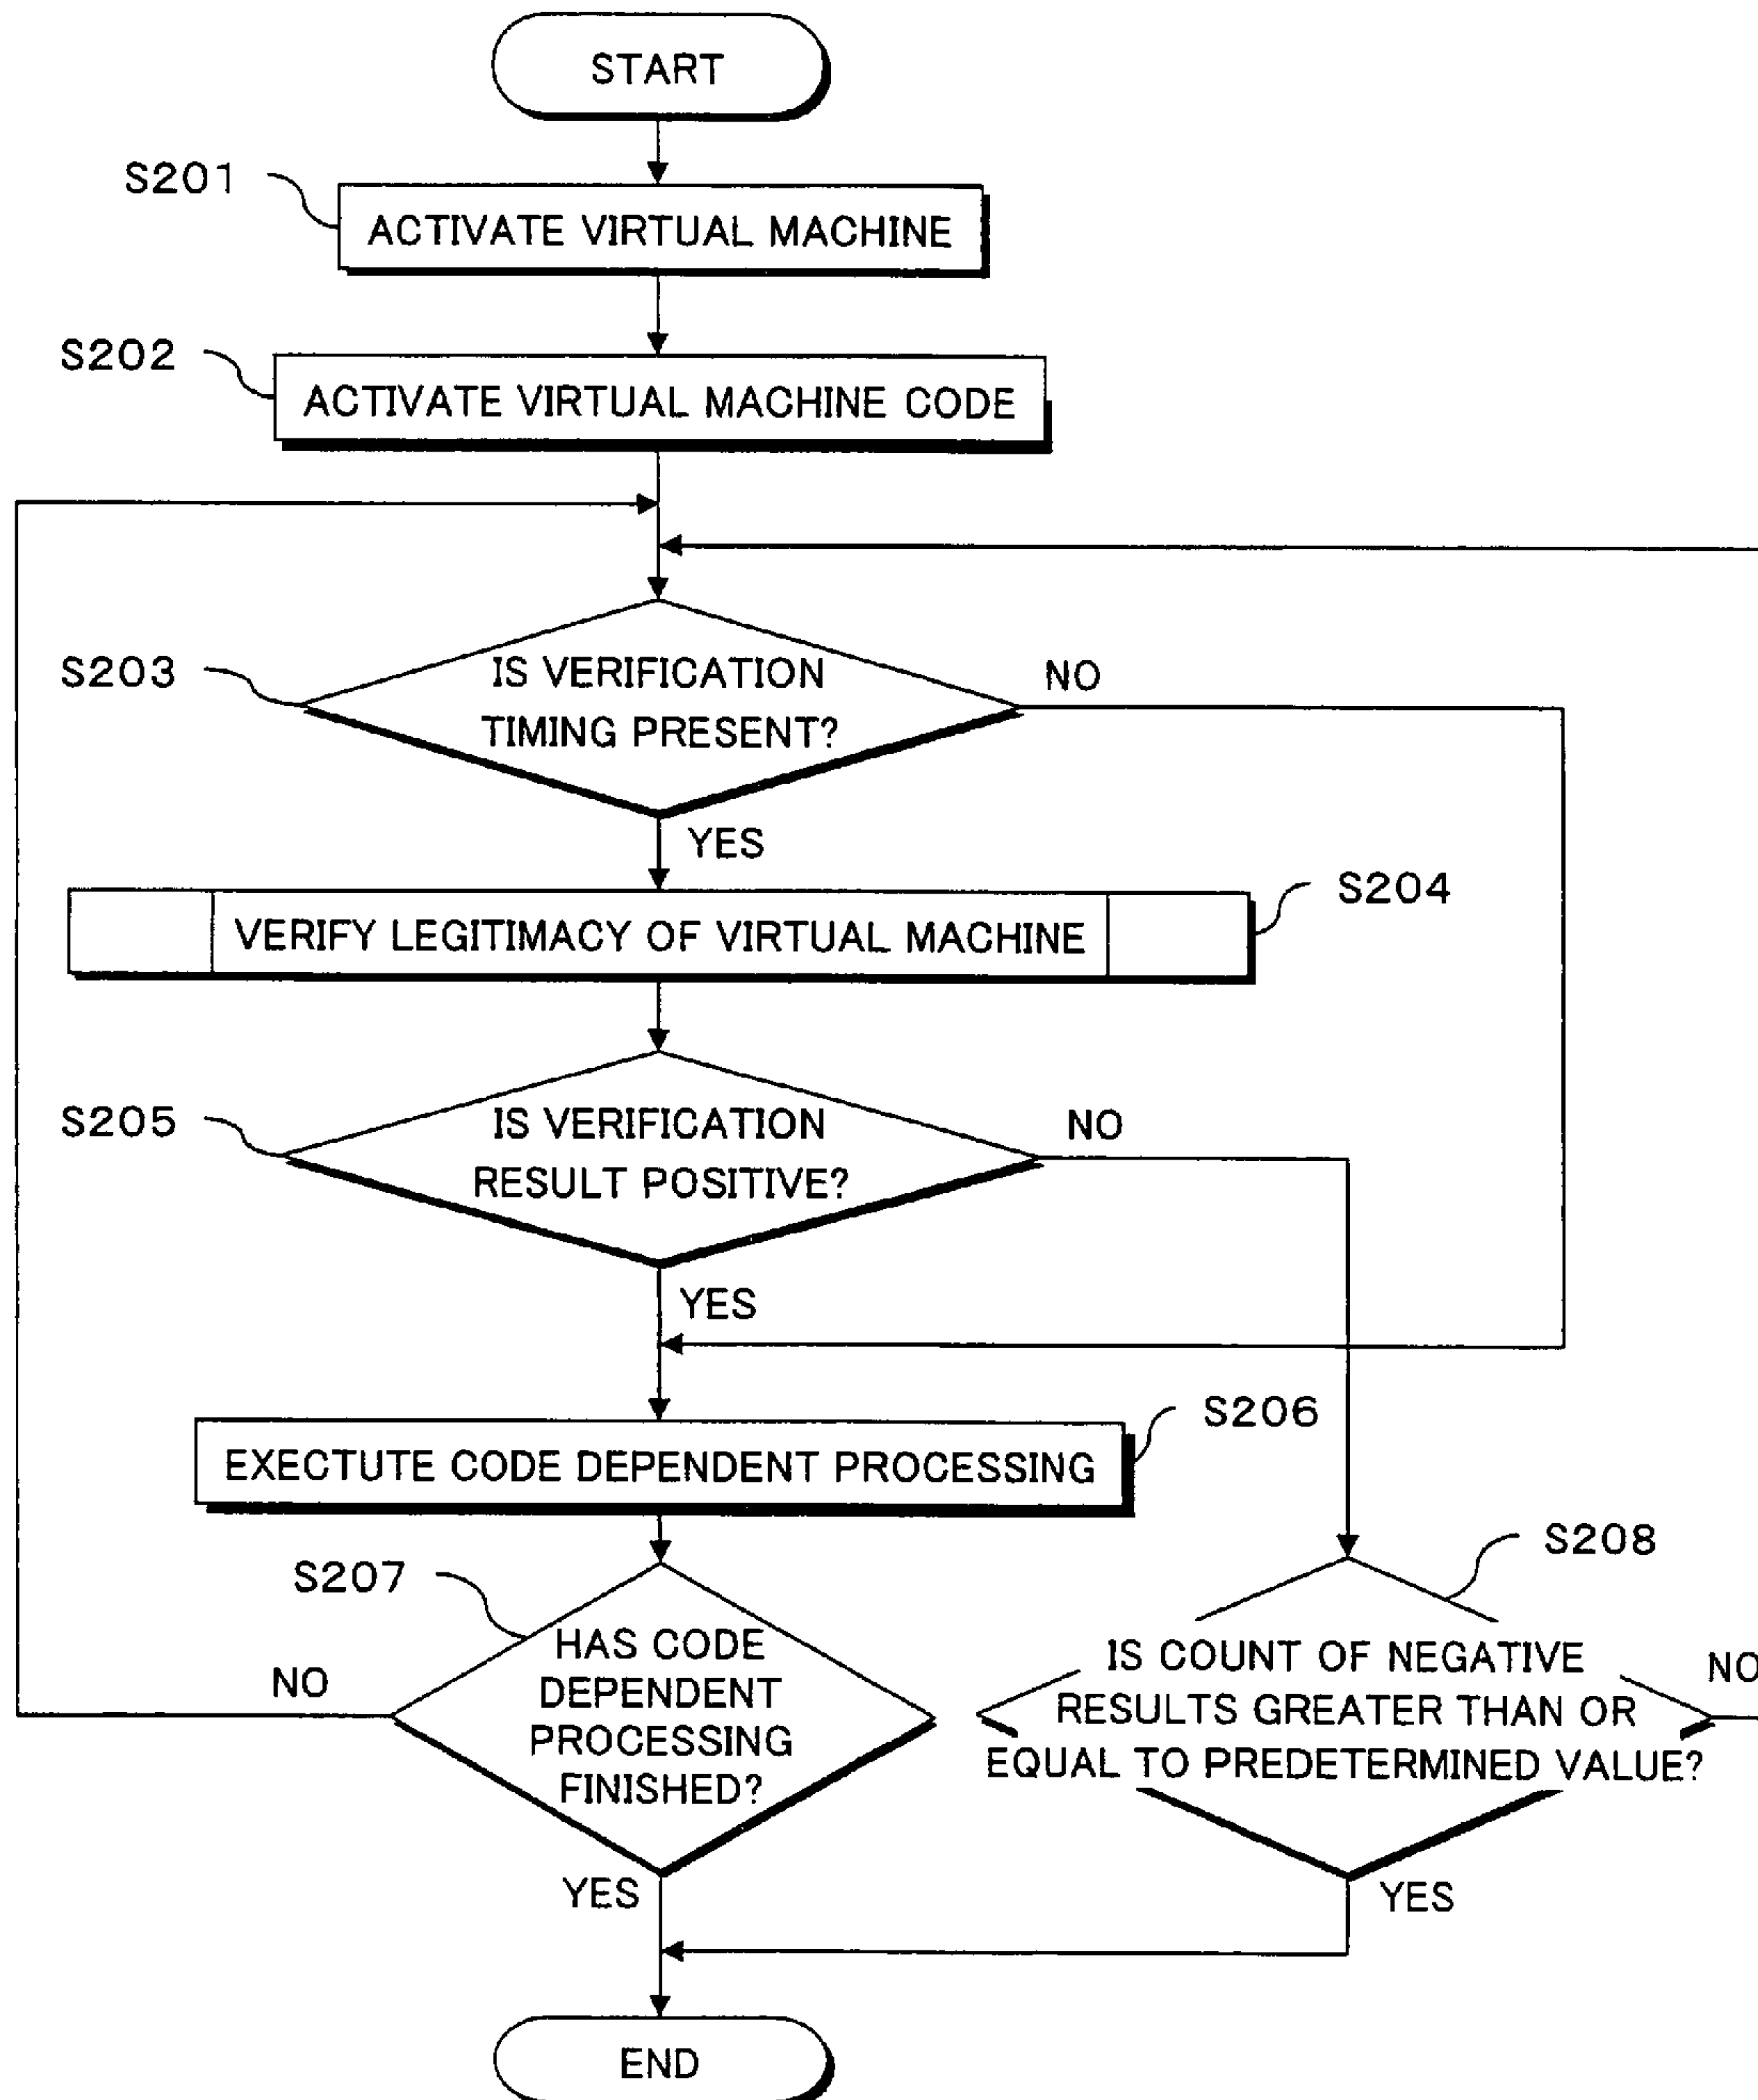 START
S201
ACTIVATE VIRTUAL MACHINE
S202
ACTIVATE VIRTUAL MACHINE CODE
S203
IS VERIFICATION
TIMING PRESENT?
NO
YES
S204
VERIFY LEGITIMACY OF VIRTUAL MACHINE
S205
IS VERIFICATION
RESULT POSITIVE?
NO
YES
S206
EXECTUTE CODE DEPENDENT PROCESSING
S207
HAS CODE
DEPENDENT
PROCESSING
FINISHED?
NO
YES
S208
IS COUNT OF NEGATIVE
RESULTS GREATER THAN OR
EQUAL TO PREDETERMINED VALUE?
NO
YES
END